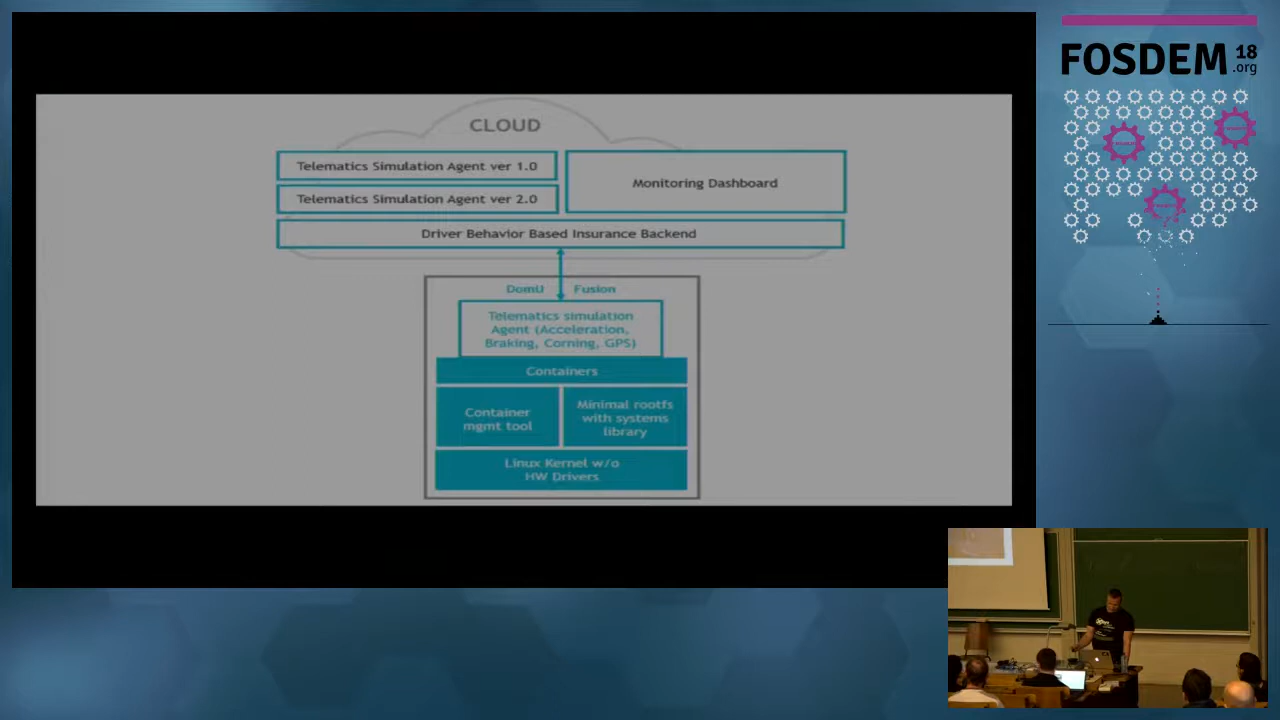 FOSDEM 18
.org
CLOUD
Telematics Simulation Agent ver 1.0
Telematics Simulation Agent ver 2.0
Monitoring Dashboard
Driver Behavior Based Insurance Backend
DomU Fusion
Telematics simulation
Agent (Acceleration,
Braking, Corning, GPS)
Containers
Container
mgmt tool
Minimal rootfs
with systems
library
Linux Kernel w/o
HW Drivers